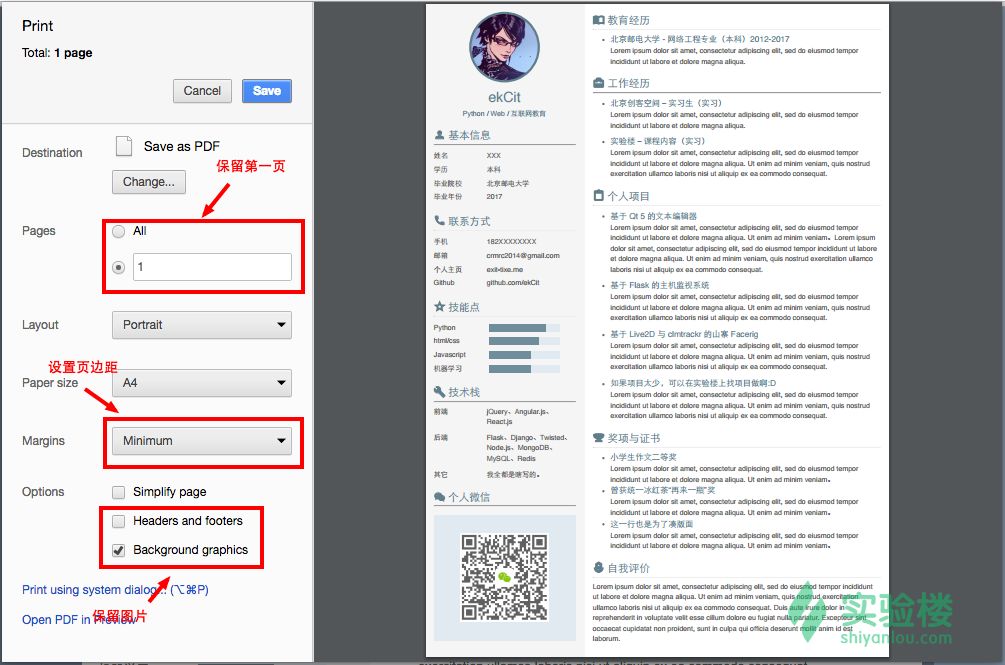 Print
Total: 1 page
Cancel
Save
Destination
Save as PDF
保留第一页
Change...
Pages
All
1
Layout
Portrait
设置页边距
Paper size
A4
Margins
Minimum
Options
Simplify page
Headers and footers
Background graphics
Print using system dialog... (⌥⌘P)
保留图片
Open PDF in Preview
ekCit
Python / Web / 互联网教育
基本信息
姓名 XXX
学历 本科
毕业院校 北京邮电大学
毕业年份 2017
联系方式
手机 182XXXXXXXX
邮箱 crmrc2014@gmail.com
个人主页 exit•live.me
Github github.com/ekCit
技能点
Python
html/css
Javascript
机器学习
技术栈
前端 jQuery、Angular.js、
React.js
后端 Flask、Django、Twisted、
Node.js、MongoDB、
MySQL、Redis
其它 我全都是瞎写的。
个人微信
教育经历
北京邮电大学 - 网络工程专业（本科）2012-2017
Lorem ipsum dolor sit amet, consectetur adipiscing elit, sed do eiusmod tempor
incididunt ut labore et dolore magna aliqua.
工作经历
北京创客空间 – 实习生（实习）
Lorem ipsum dolor sit amet, consectetur adipiscing elit, sed do eiusmod tempor
incididunt ut labore et dolore magna aliqua.
实验楼 – 课程内容（实习）
Lorem ipsum dolor sit amet, consectetur adipiscing elit, sed do eiusmod tempor
incididunt ut labore et dolore magna aliqua. Ut enim ad minim veniam, quis nostrud
exercitation ullamco laboris nisi ut aliquip ex ea commodo consequat.
个人项目
基于 Qt 5 的文本编辑器
Lorem ipsum dolor sit amet, consectetur adipiscing elit, sed do eiusmod tempor
incididunt ut labore et dolore magna aliqua. Ut enim ad minim veniam。Lorem ipsum
dolor sit amet, consectetur adipiscing elit, sed do eiusmod tempor incididunt ut labore
et dolore magna aliqua. Ut enim ad minim veniam, quis nostrud exercitation ullamco
laboris nisi ut aliquip ex ea commodo consequat.
基于 Flask 的主机监视系统
Lorem ipsum dolor sit amet, consectetur adipiscing elit, sed do eiusmod tempor
incididunt ut labore et dolore magna aliqua. Ut enim ad minim veniam, quis nostrud
exercitation ullamco laboris nisi ut aliquip ex ea commodo consequat.
基于 Live2D 与 clmtrackr 的山寨 Facerig
Lorem ipsum dolor sit amet, consectetur adipiscing elit, sed do eiusmod tempor
incididunt ut labore et dolore magna aliqua. Ut enim ad minim veniam, quis nostrud
exercitation ullamco laboris nisi ut aliquip ex ea commodo consequat.
如果项目太少，可以在实验楼上找项目做啊:D
Lorem ipsum dolor sit amet, consectetur adipiscing elit, sed do eiusmod tempor
incididunt ut labore et dolore magna aliqua. Ut enim ad minim veniam, quis nostrud
exercitation ullamco laboris nisi ut aliquip ex ea commodo consequat.
奖项与证书
小学生作文二等奖
Lorem ipsum dolor sit amet, consectetur adipiscing elit, sed do eiusmod tempor
incididunt ut labore et dolore magna aliqua. Ut enim ad minim veniam。
曾获统一冰红茶“再来一瓶”奖
Lorem ipsum dolor sit amet, consectetur adipiscing elit, sed do eiusmod tempor
incididunt ut labore et dolore magna aliqua. Ut enim ad minim veniam。
这一行也是为了凑版面
Lorem ipsum dolor sit amet, consectetur adipiscing elit, sed do eiusmod tempor
incididunt ut labore et dolore magna aliqua. Ut enim ad minim veniam。
自我评价
Lorem ipsum dolor sit amet, consectetur adipiscing elit, sed do eiusmod tempor incididunt
ut labore et dolore magna aliqua. Ut enim ad minim veniam, quis nostrud exercitation
ullamco laboris nisi ut aliquip ex ea commodo consequat. Duis aute irure dolor in
reprehenderit in voluptate velit esse cillum dolore eu fugiat nulla pariatur. Excepteur sint
occaecat cupidatat non proident, sunt in culpa qui officia deserunt mollit anim id est
laborum.
实验楼
shiyanlou.com